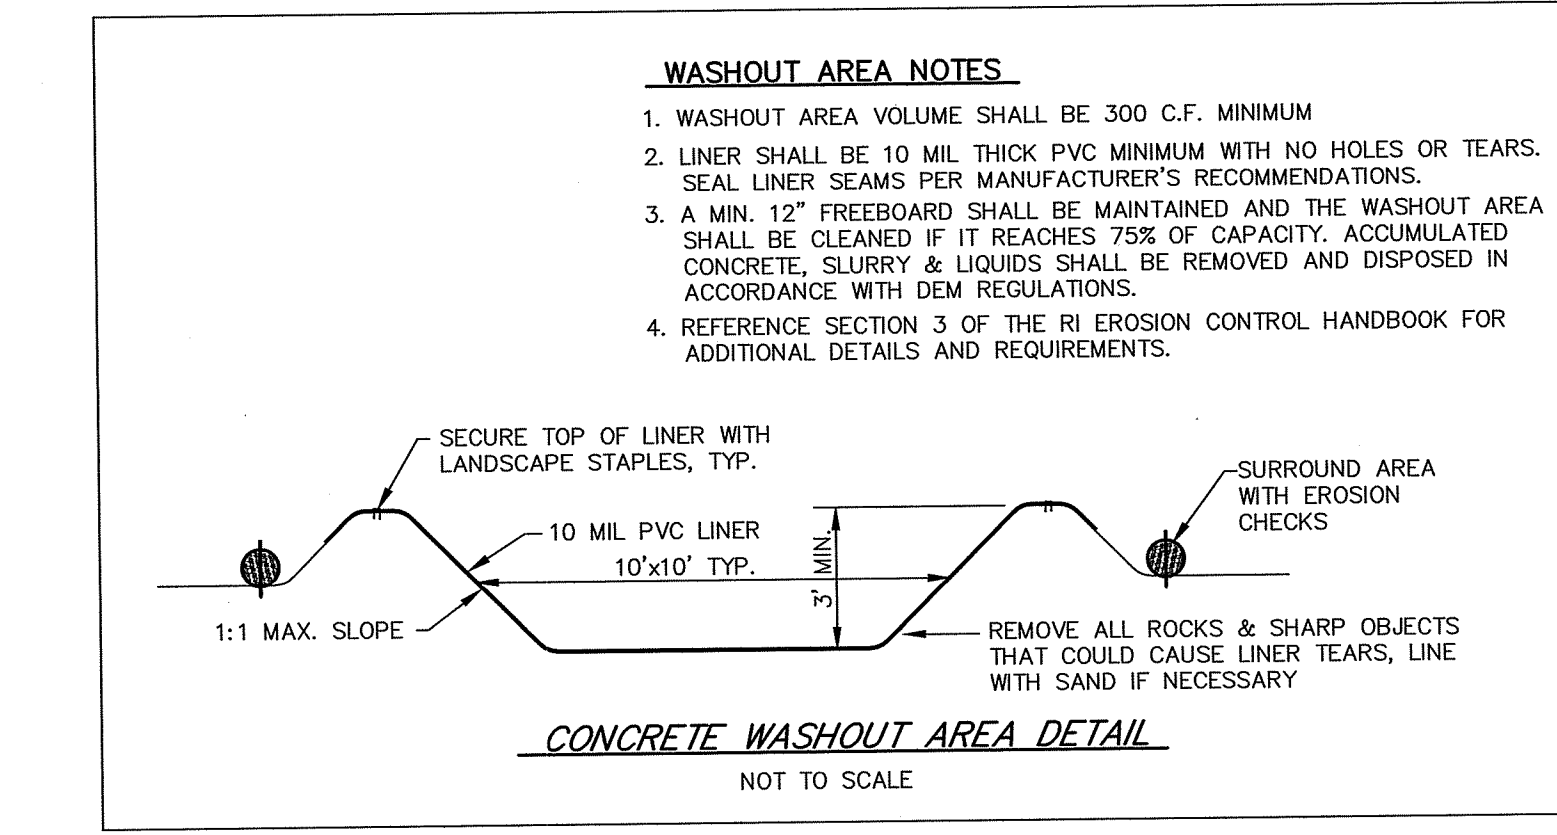 WASHOUT AREA NOTES
1. WASHOUT AREA VOLUME SHALL BE 300 C.F. MINIMUM
2. LINER SHALL BE 10 MIL THICK PVC MINIMUM WITH NO HOLES OR TEARS.
SEAL LINER SEAMS PER MANUFACTURER'S RECOMMENDATIONS.
3. A MIN. 12" FREEBOARD SHALL BE MAINTAINED AND THE WASHOUT AREA
SHALL BE CLEANED IF IT REACHES 75% OF CAPACITY. ACCUMULATED
CONCRETE, SLURRY & LIQUIDS SHALL BE REMOVED AND DISPOSED IN
ACCORDANCE WITH DEM REGULATIONS.
4. REFERENCE SECTION 3 OF THE RI EROSION CONTROL HANDBOOK FOR
ADDITIONAL DETAILS AND REQUIREMENTS.
SECURE TOP OF LINER WITH
LANDSCAPE STAPLES, TYP.
SURROUND AREA
WITH EROSION
CHECKS
10 MIL PVC LINER
10'x10' TYP.
3' MIN.
1:1 MAX. SLOPE
REMOVE ALL ROCKS & SHARP OBJECTS
THAT COULD CAUSE LINER TEARS, LINE
WITH SAND IF NECESSARY
CONCRETE WASHOUT AREA DETAIL
NOT TO SCALE